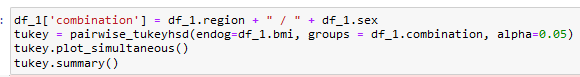 df_1['combination'] = df_1.region + " / " + df_1.sex
tukey = pairwise_tukeyhsd(endog=df_1.bmi, groups = df_1.combination, alpha=0.05)
tukey.plot_simultaneous()
tukey.summary()